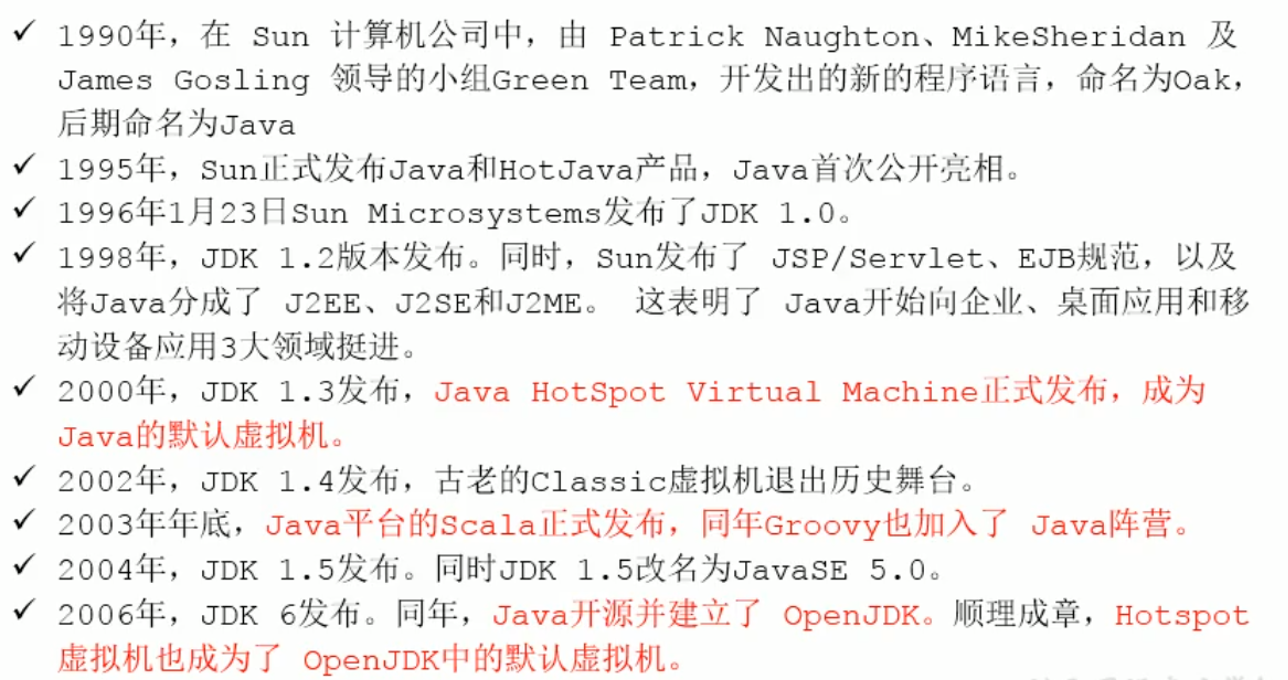 ✓ 1990年，在 Sun 计算机公司中，由 Patrick Naughton、MikeSheridan 及
James Gosling 领导的小组Green Team，开发出的新的程序语言，命名为Oak，
后期命名为Java
✓ 1995年，Sun正式发布Java和HotJava产品，Java首次公开亮相。
✓ 1996年1月23日Sun Microsystems发布了JDK 1.0。
✓ 1998年，JDK 1.2版本发布。同时，Sun发布了 JSP/Servlet、EJB规范，以及
将Java分成了 J2EE、J2SE和J2ME。 这表明了 Java开始向企业、桌面应用和移
动设备应用3大领域挺进。
✓ 2000年，JDK 1.3发布，Java HotSpot Virtual Machine正式发布，成为
Java的默认虚拟机。
✓ 2002年，JDK 1.4发布，古老的Classic虚拟机退出历史舞台。
✓ 2003年年底，Java平台的Scala正式发布，同年Groovy也加入了 Java阵营。
✓ 2004年，JDK 1.5发布。同时JDK 1.5改名为JavaSE 5.0。
✓ 2006年，JDK 6发布。同年，Java开源并建立了 OpenJDK。顺理成章，Hotspot
虚拟机也成为了 OpenJDK中的默认虚拟机。